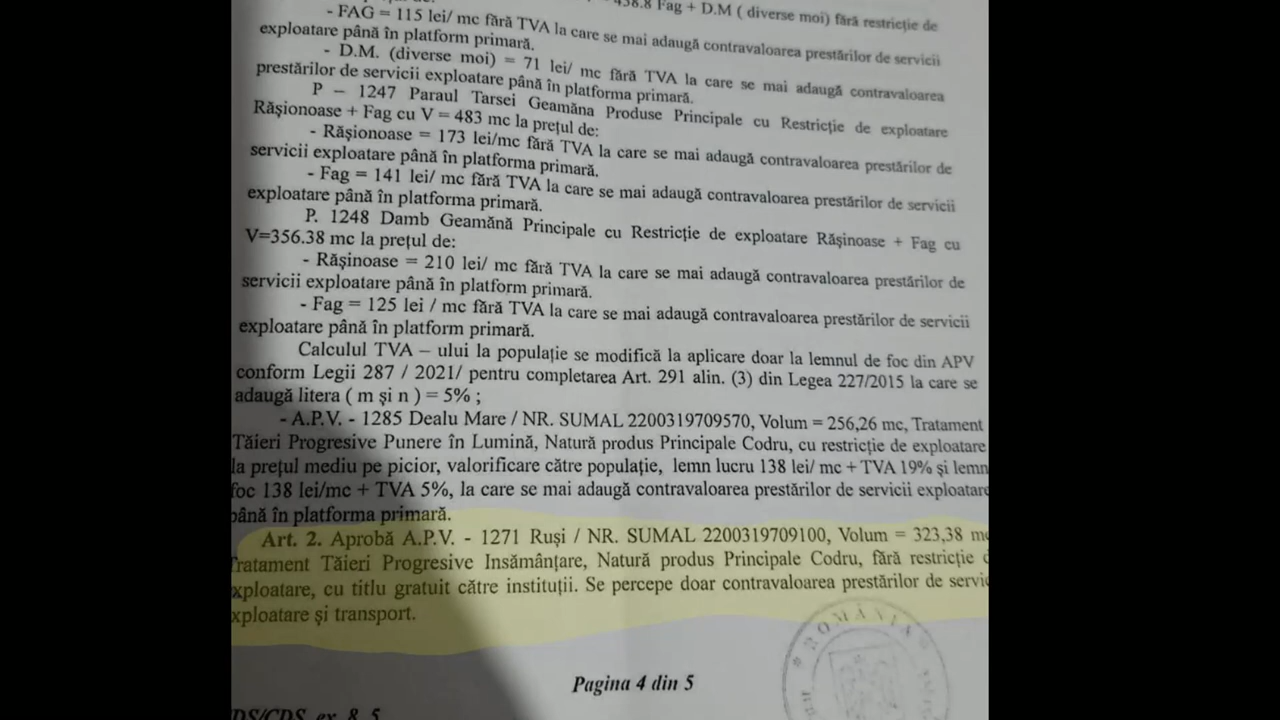 = 438.8 Fag + D.M ( diverse moi) fără restricție de
- FAG = 115 lei/ mc fără TVA la care se mai adaugă contravaloarea prestărilor de servicii
exploatare până în platform primară.
- D.M. (diverse moi) = 71 lei/ mc fără TVA la care se mai adaugă contravaloarea
prestărilor de servicii exploatare până în platforma primară.
P – 1247 Paraul Tarsei Geamăna Produse Principale cu Restricție de exploatare
Rășionoase + Fag cu V = 483 mc la prețul de:
- Rășionoase = 173 lei/mc fără TVA la care se mai adaugă contravaloarea prestărilor de
servicii exploatare până în platforma primară.
- Fag = 141 lei/ mc fără TVA la care se mai adaugă contravaloarea prestărilor de servicii
exploatare până în platforma primară.
P. 1248 Damb Geamănă Principale cu Restricție de exploatare Rășinoase + Fag cu
V=356.38 mc la prețul de:
- Rășinoase = 210 lei/ mc fără TVA la care se mai adaugă contravaloarea prestărilor de
servicii exploatare până în platform primară.
- Fag = 125 lei / mc fără TVA la care se mai adaugă contravaloarea prestărilor de servicii
exploatare până în platform primară.
Calculul TVA – ului la populație se modifică la aplicare doar la lemnul de foc din APV
conform Legii 287 / 2021/ pentru completarea Art. 291 alin. (3) din Legea 227/2015 la care se
adaugă litera ( m și n ) = 5% ;
- A.P.V. - 1285 Dealu Mare / NR. SUMAL 2200319709570, Volum = 256,26 mc, Tratament
Tăieri Progresive Punere în Lumină, Natură produs Principale Codru, cu restricție de exploatare
la prețul mediu pe picior, valorificare către populație, lemn lucru 138 lei/ mc + TVA 19% și lemn
foc 138 lei/mc + TVA 5%, la care se mai adaugă contravaloarea prestărilor de servicii exploatare
până în platforma primară.
Art. 2. Aprobă A.P.V. - 1271 Ruși / NR. SUMAL 2200319709100, Volum = 323,38 mc
Tratament Tăieri Progresive Însămânțare, Natură produs Principale Codru, fără restricție d
xploatare, cu titlu gratuit către instituții. Se percepe doar contravaloarea prestărilor de servic
xploatare și transport.
* ROMÂNIA *
Pagina 4 din 5
DS/CDS, ex. 8, 5